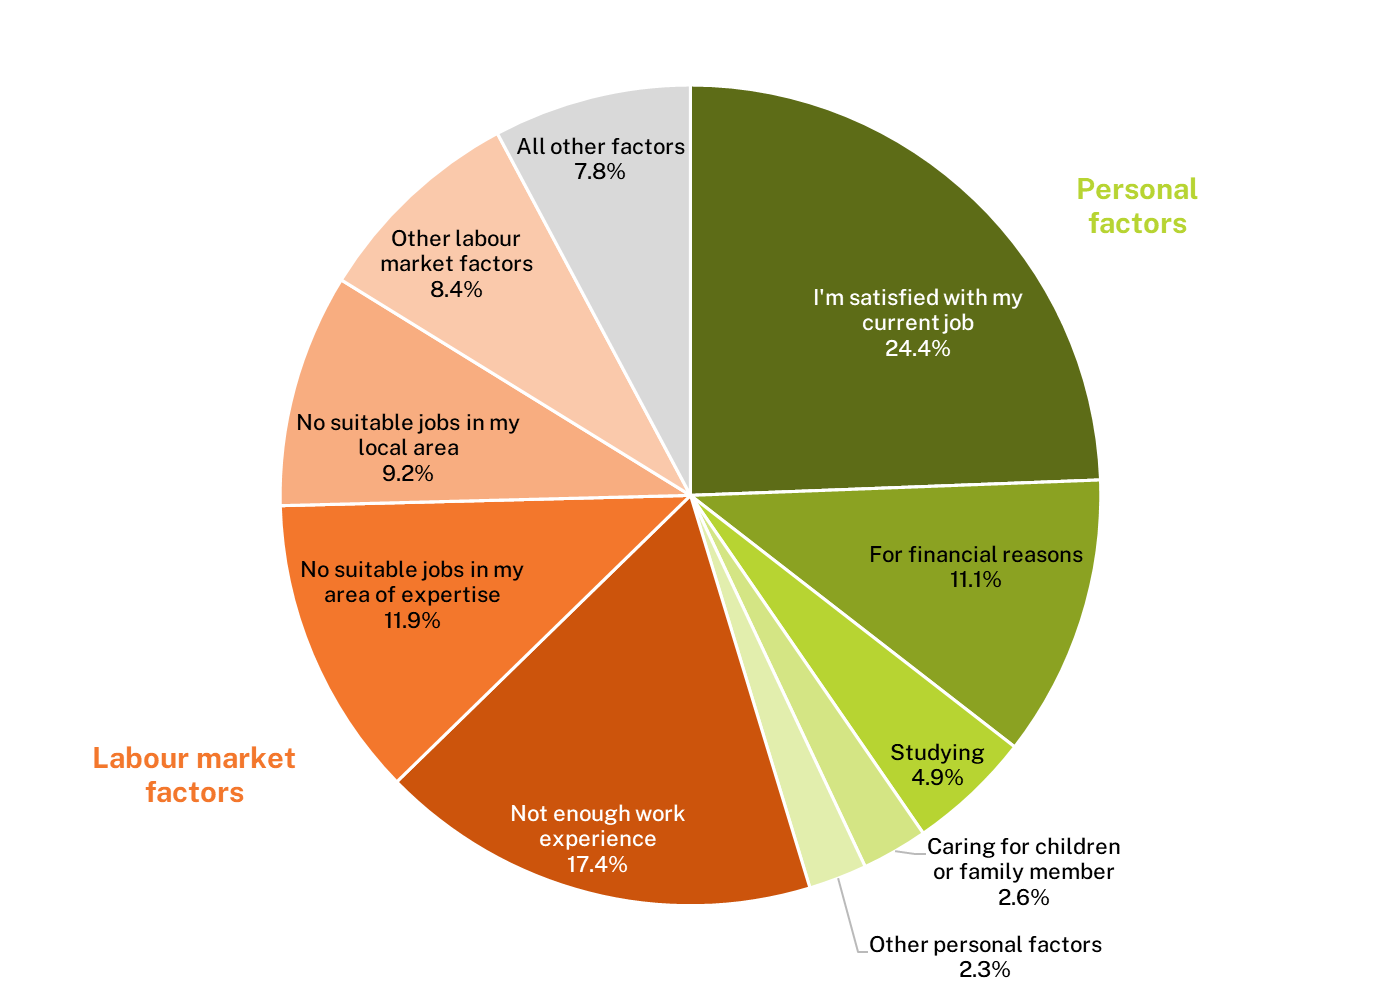 All other factors
7.8%
Personal
factors
Other labour
market factors
8.4%
I'm satisfied with my
current job
24.4%
No suitable jobs in my
local area
9.2%
For financial reasons
11.1%
No suitable jobs in my
area of expertise
11.9%
Studying
4.9%
Labour market
factors
Not enough work
experience
17.4%
Caring for children
or family member
2.6%
Other personal factors
2.3%